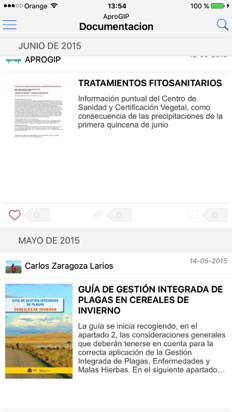 Orange 13:54 100 %
AproGIP
Documentacion
JUNIO DE 2015
APROGIP
TRATAMIENTOS FITOSANITARIOS
Información puntual del Centro de
Sanidad y Certificación Vegetal, como
consecuencia de las precipitaciones de la
primera quincena de junio
0 0 0
MAYO DE 2015
14-05-2015
Carlos Zaragoza Larios
GUÍA DE GESTIÓN INTEGRADA DE
PLAGAS EN CEREALES DE
INVIERNO
La guía se inicia recogiendo, en el
apartado 2, las consideraciones generales
que deberán tenerse en cuenta para la
correcta aplicación de la Gestión
Integrada de Plagas, Enfermedades y
Malas Hierbas. En el siguiente apartado...
GUÍA DE GESTIÓN INTEGRADA
DE PLAGAS
CEREALES DE INVIERNO